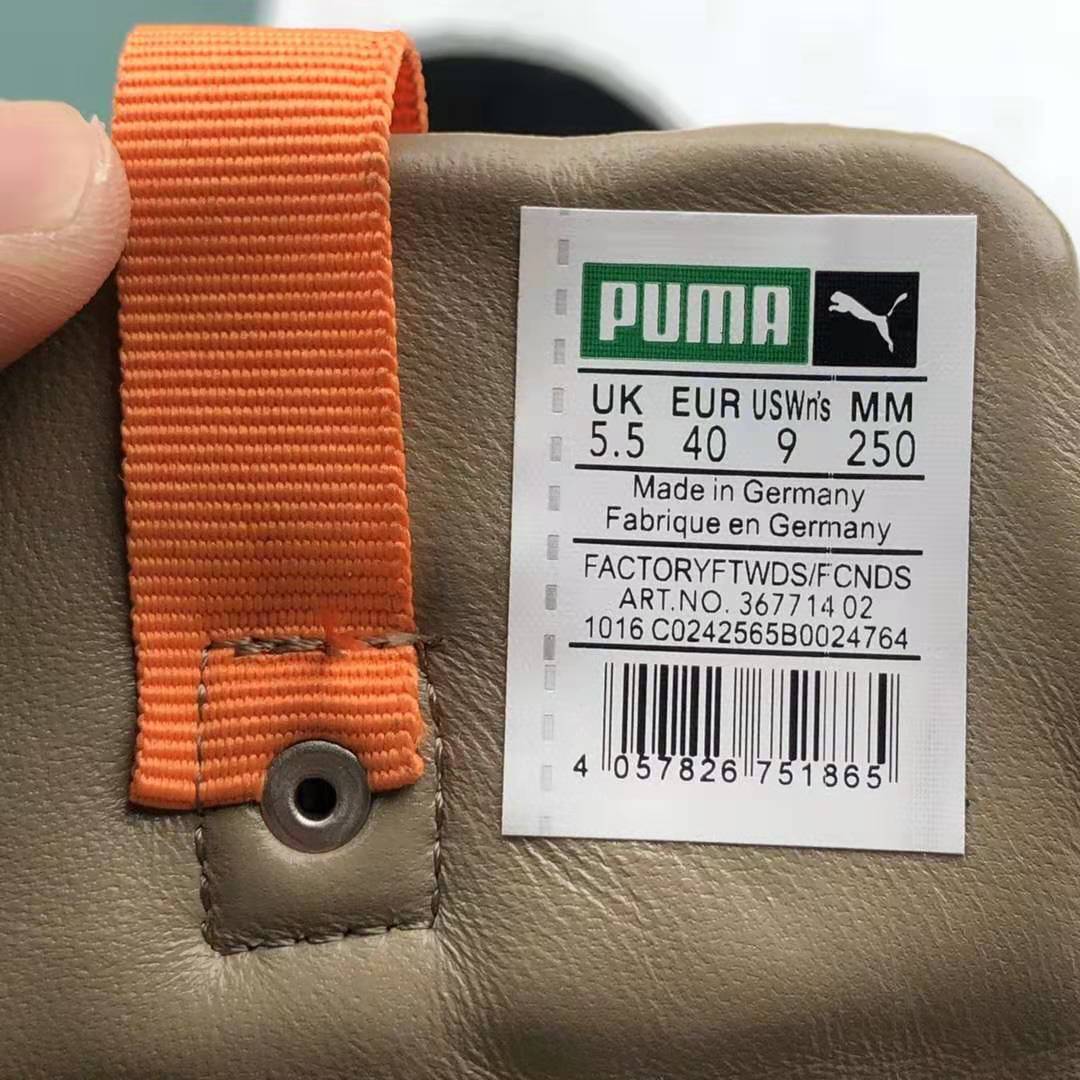 PUMA
UK EUR USWn's MM
5.5 40 9 250
Made in Germany
Fabrique en Germany
FACTORYFTWDS/FCNDS
ART.NO. 367714 02
1016 C0242565B0024764
4 057826 751865